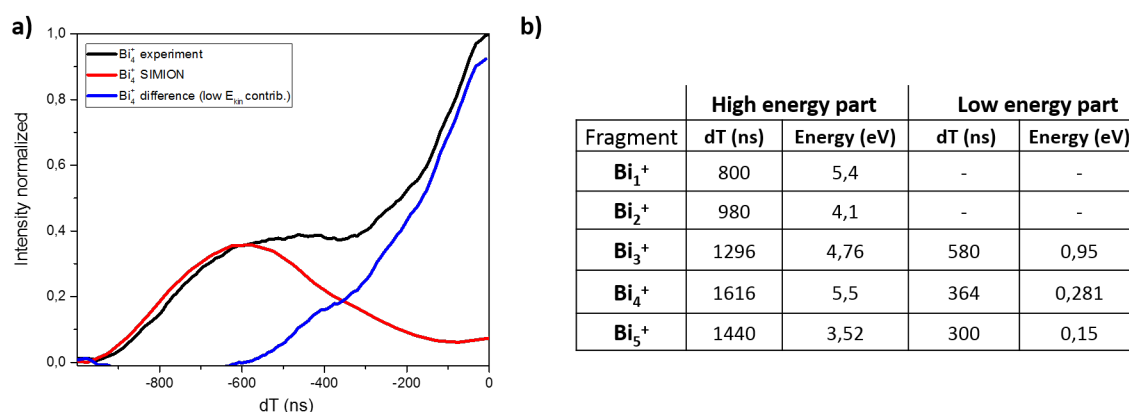 a)
b)
Bi₄⁺ experiment
Bi₄⁺ SIMION
Bi₄⁺ difference (low Eₖᵢₙ contrib.)
Intensity normalized
1,0
0,8
0,6
0,4
0,2
0,0
-800 -600 -400 -200 0
dT (ns)
High energy part Low energy part
Fragment dT (ns) Energy (eV) dT (ns) Energy (eV)
Bi₁⁺ 800 5,4 - -
Bi₂⁺ 980 4,1 - -
Bi₃⁺ 1296 4,76 580 0,95
Bi₄⁺ 1616 5,5 364 0,281
Bi₅⁺ 1440 3,52 300 0,15